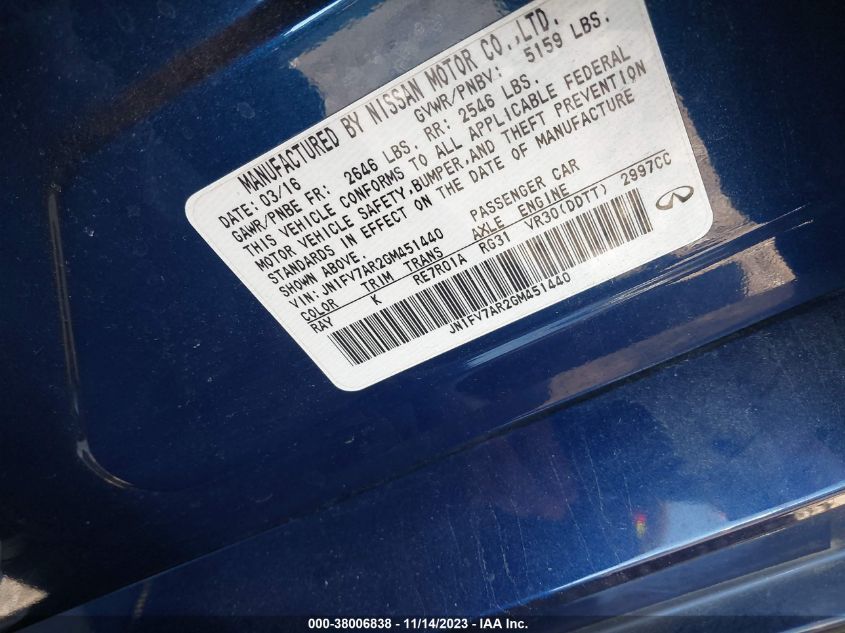 MANUFACTURED BY NISSAN MOTOR CO.,LTD.
DATE: 03/16 GVWR/PNBV: 5159 LBS.
GAWR/PNBE FR: 2646 LBS. RR: 2546 LBS.
THIS VEHICLE CONFORMS TO ALL APPLICABLE FEDERAL
MOTOR VEHICLE SAFETY,BUMPER,AND THEFT PREVENTION
STANDARDS IN EFFECT ON THE DATE OF MANUFACTURE
SHOWN ABOVE.
VIN: JN1FV7AR2GM451440 PASSENGER CAR
COLOR TRIM TRANS AXLE ENGINE
RAY K RE7R01A RG31 VR30(DDTT) 2997CC
JN1FV7AR2GM451440
000-38006838 - 11/14/2023 - IAA Inc.